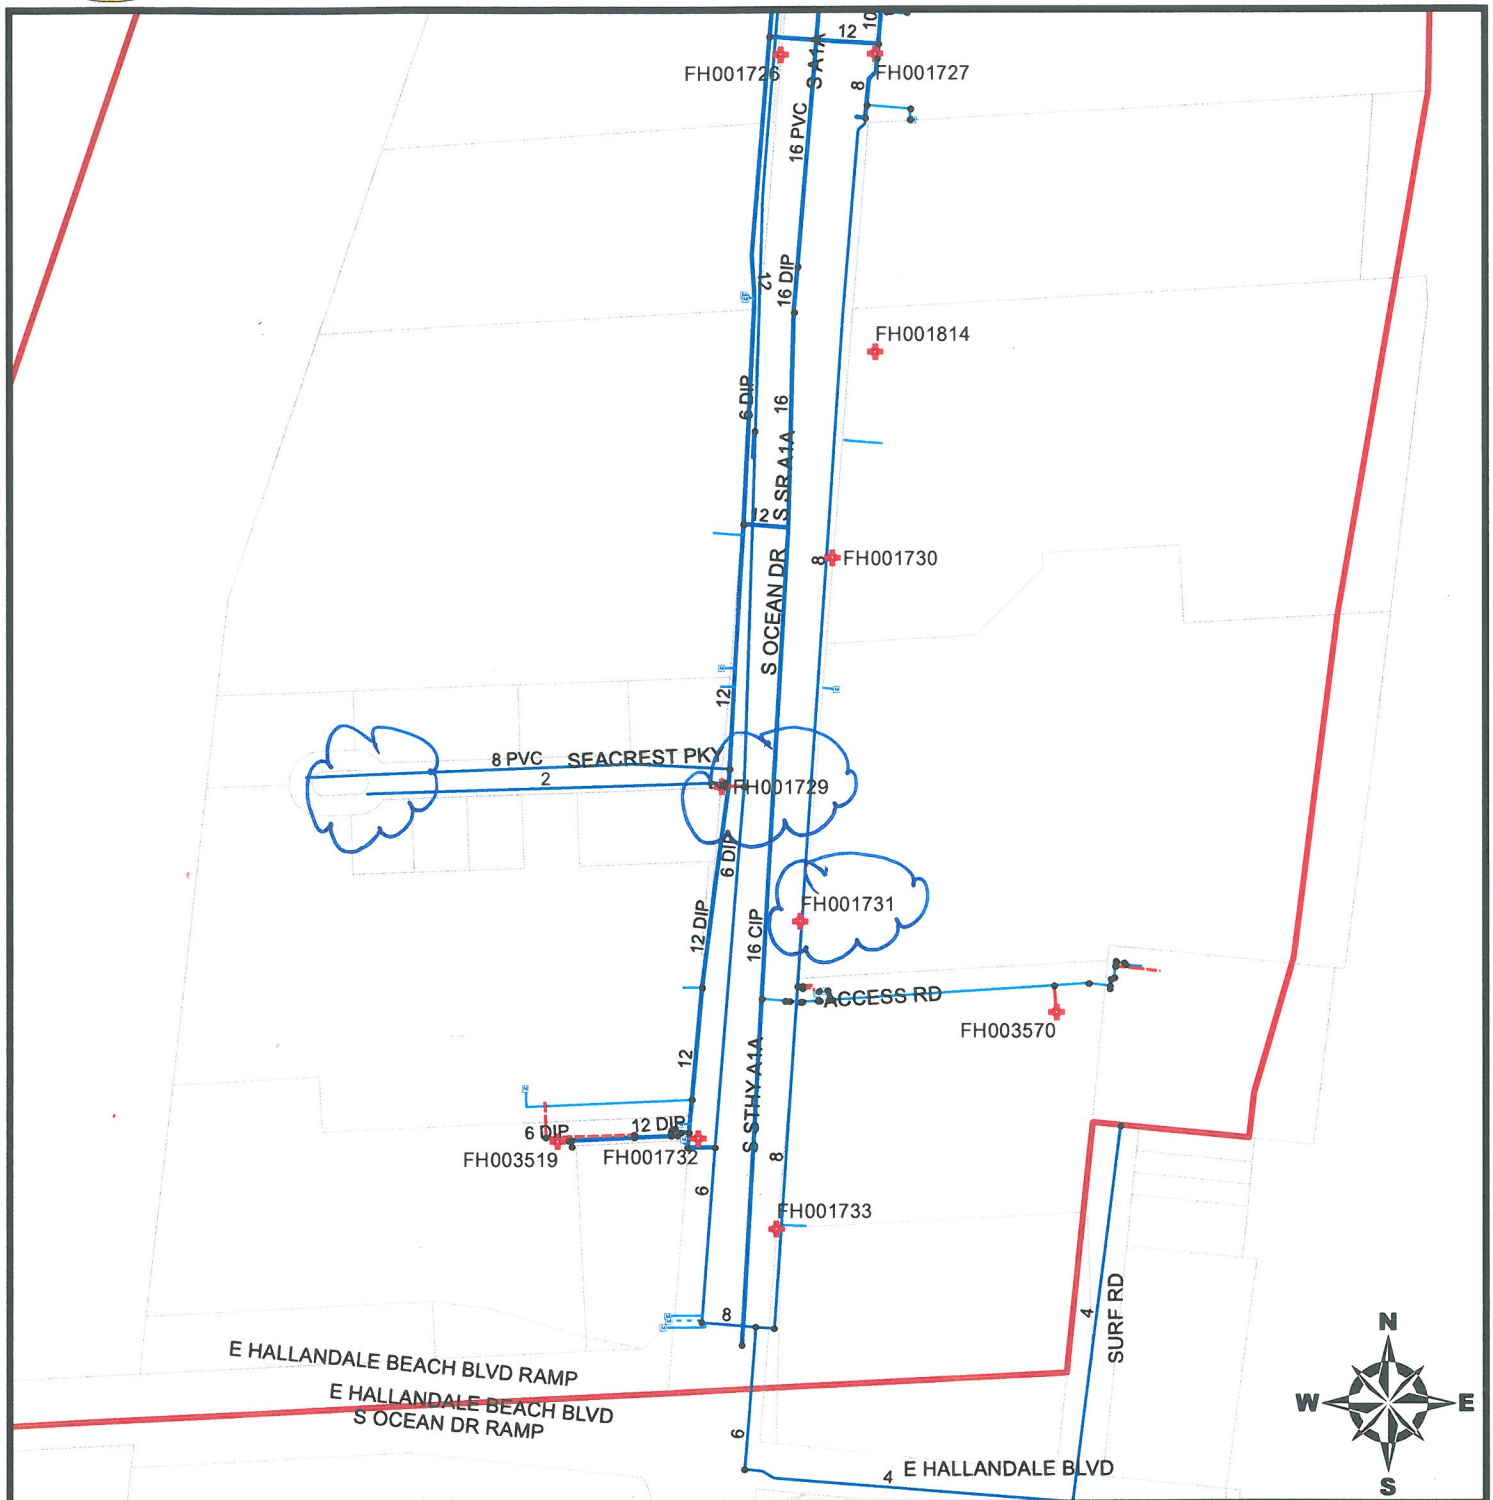 12
10
FH001726
S A1A
FH001727
8
16 PVC
12
16 DIP
FH001814
6 DIP
16
S SR A1A
12
S OCEAN DR
8
FH001730
12
8 PVC
SEACREST PKY
2
FH001729
6 DIP
FH001731
12 DIP
16 CIP
ACCESS RD
FH003570
12
S STHY A1A
6 DIP
12 DIP
FH003519
FH001732
8
6
FH001733
8
4
SURF RD
N
E HALLANDALE BEACH BLVD RAMP
E HALLANDALE BEACH BLVD
S OCEAN DR RAMP
W
E
6
4
E HALLANDALE BLVD
S